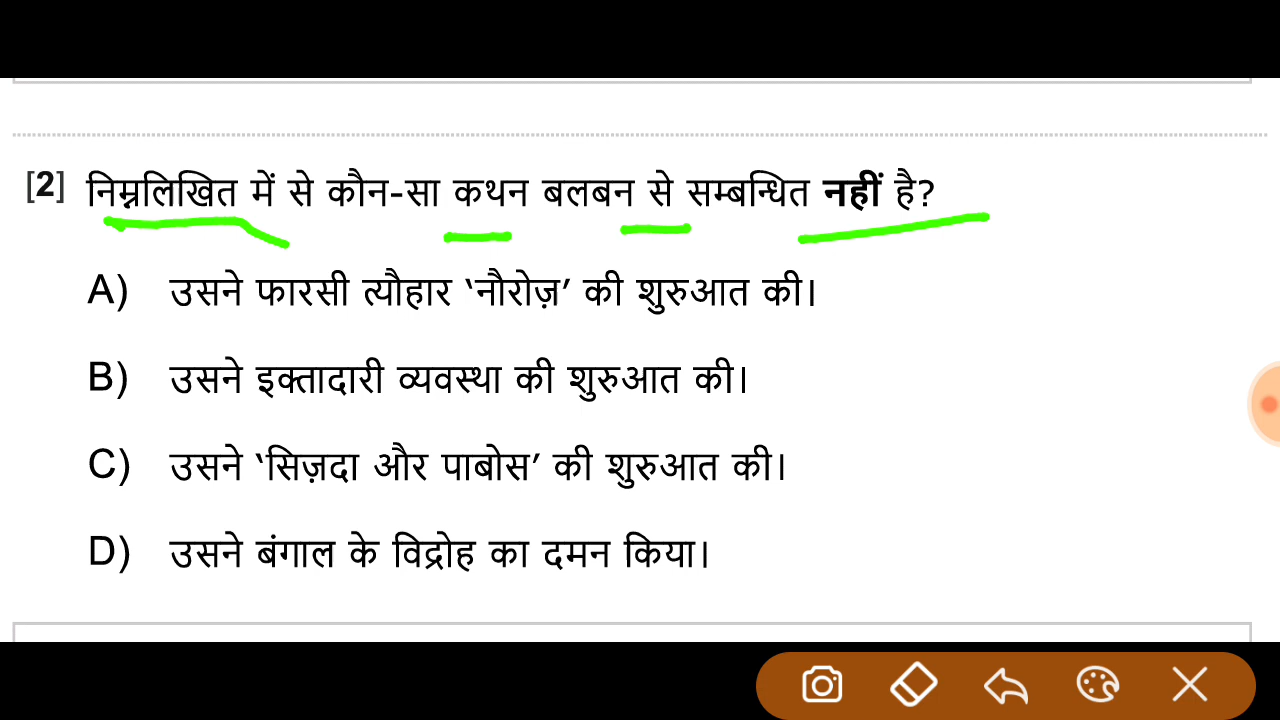 [2] निम्नलिखित में से कौन-सा कथन बलबन से सम्बन्धित नहीं है?
A) उसने फारसी त्यौहार ‘नौरोज़’ की शुरुआत की।
B) उसने इक्तादारी व्यवस्था की शुरुआत की।
C) उसने ‘सिज़दा और पाबोस’ की शुरुआत की।
D) उसने बंगाल के विद्रोह का दमन किया।